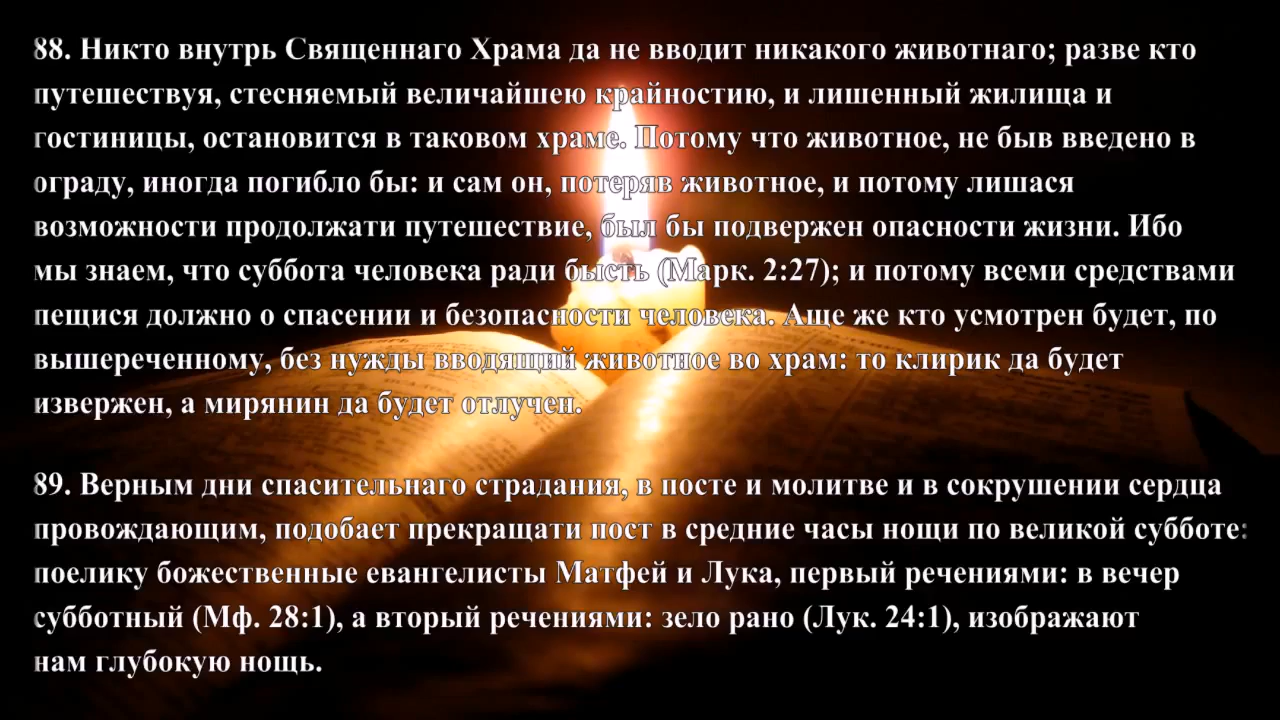 88. Никто внутрь Священнаго Храма да не вводит никакого животнаго; разве кто
путешествуя, стесняемый величайшею крайностию, и лишенный жилища и
гостиницы, остановится в таковом храме. Потому что животное, не быв введено в
ограду, иногда погибло бы: и сам он, потеряв животное, и потому лишася
возможности продолжати путешествие, был бы подвержен опасности жизни. Ибо
мы знаем, что суббота человека ради бысть (Марк. 2:27); и потому всеми средствами
пещися должно о спасении и безопасности человека. Аще же кто усмотрен будет, по
вышереченному, без нужды вводящий животное во храм: то клирик да будет
извержен, а мирянин да будет отлучен.
89. Верным дни спасительнаго страдания, в посте и молитве и в сокрушении сердца
провождающим, подобает прекращати пост в средние часы нощи по великой субботе:
поелику божественные евангелисты Матфей и Лука, первый речениями: в вечер
субботный (Мф. 28:1), а вторый речениями: зело рано (Лук. 24:1), изображают
нам глубокую нощь.